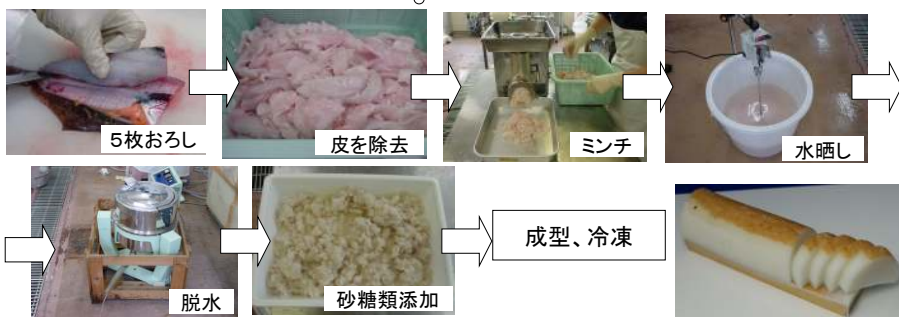 5枚おろし
皮を除去
ミンチ
水晒し
脱水
砂糖類添加
成型、冷凍